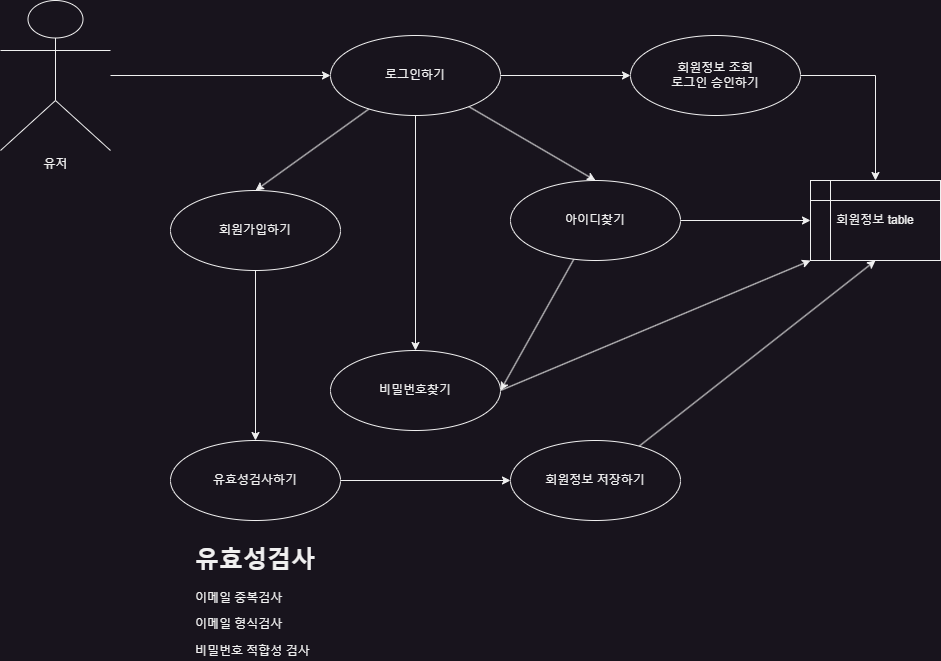 로그인하기
회원정보 조회
로그인 승인하기
유저
회원가입하기
아이디찾기
회원정보 table
비밀번호찾기
유효성검사하기
회원정보 저장하기
유효성검사
이메일 중복검사
이메일 형식검사
비밀번호 적합성 검사